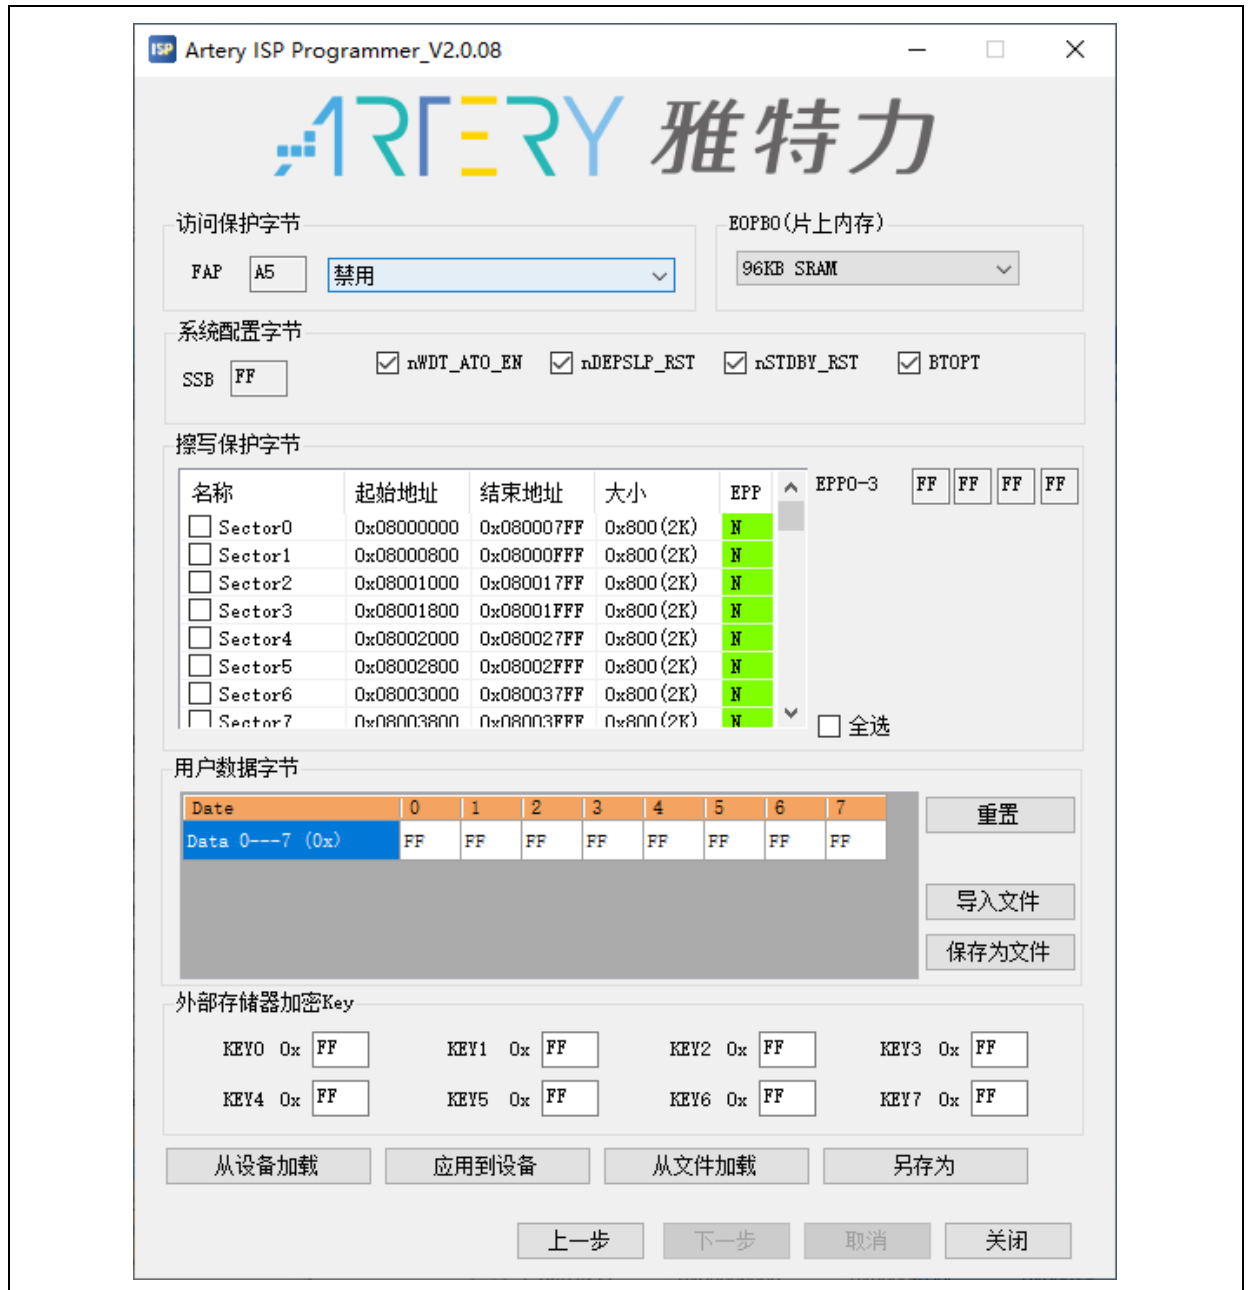 ISP Artery ISP Programmer_V2.0.08
ARTERY 雅特力
访问保护字节
FAP A5 禁用
EOPB0(片上内存)
96KB SRAM
系统配置字节
SSB FF nWDT_ATO_EN nDEPSLP_RST nSTDBY_RST BTOPT
擦写保护字节
名称 起始地址 结束地址 大小 EPP EPP0-3 FF FF FF FF
Sector0 0x08000000 0x080007FF 0x800(2K) N
Sector1 0x08000800 0x08000FFF 0x800(2K) N
Sector2 0x08001000 0x080017FF 0x800(2K) N
Sector3 0x08001800 0x08001FFF 0x800(2K) N
Sector4 0x08002000 0x080027FF 0x800(2K) N
Sector5 0x08002800 0x08002FFF 0x800(2K) N
Sector6 0x08003000 0x080037FF 0x800(2K) N
Sector7 0x08003800 0x08003FFF 0x800(2K) N
全选
用户数据字节
Date 0 1 2 3 4 5 6 7
Data 0---7 (0x) FF FF FF FF FF FF FF FF
重置
导入文件
保存为文件
外部存储器加密Key
KEY0 0x FF KEY1 0x FF KEY2 0x FF KEY3 0x FF
KEY4 0x FF KEY5 0x FF KEY6 0x FF KEY7 0x FF
从设备加载 应用到设备 从文件加载 另存为
上一步 下一步 取消 关闭